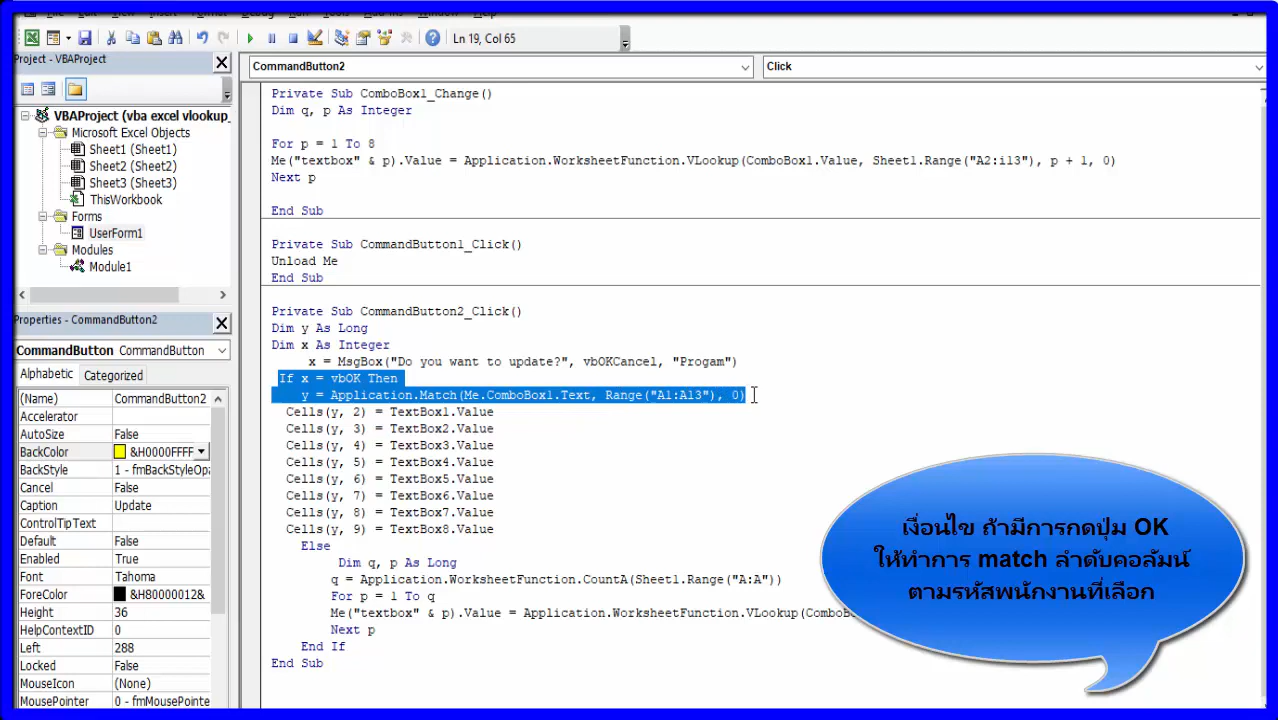 Ln 19, Col 65
Project - VBAProject
VBAProject (vba excel vlookup_
Microsoft Excel Objects
Sheet1 (Sheet1)
Sheet2 (Sheet2)
Sheet3 (Sheet3)
ThisWorkbook
Forms
UserForm1
Modules
Module1
Properties - CommandButton2
CommandButton CommandButton
Alphabetic Categorized
(Name) CommandButton2
Accelerator
AutoSize False
BackColor &H0000FFFF
BackStyle 1 - fmBackStyleOpa
Cancel False
Caption Update
ControlTipText
Default False
Enabled True
Font Tahoma
ForeColor &H80000012&
Height 36
HelpContextID 0
Left 288
Locked False
MouseIcon (None)
MousePointer 0 - fmMousePointe
CommandButton2 Click
Private Sub ComboBox1_Change()
Dim q, p As Integer
For p = 1 To 8
Me("textbox" & p).Value = Application.WorksheetFunction.VLookup(ComboBox1.Value, Sheet1.Range("A2:i13"), p + 1, 0)
Next p
End Sub
Private Sub CommandButton1_Click()
Unload Me
End Sub
Private Sub CommandButton2_Click()
Dim y As Long
Dim x As Integer
x = MsgBox("Do you want to update?", vbOKCancel, "Progam")
If x = vbOK Then
y = Application.Match(Me.ComboBox1.Text, Range("A1:A13"), 0)
Cells(y, 2) = TextBox1.Value
Cells(y, 3) = TextBox2.Value
Cells(y, 4) = TextBox3.Value
Cells(y, 5) = TextBox4.Value
Cells(y, 6) = TextBox5.Value
Cells(y, 7) = TextBox6.Value
Cells(y, 8) = TextBox7.Value
Cells(y, 9) = TextBox8.Value
Else
Dim q, p As Long
q = Application.WorksheetFunction.CountA(Sheet1.Range("A:A"))
For p = 1 To q
Me("textbox" & p).Value = Application.WorksheetFunction.VLookup(ComboBo
Next p
End If
End Sub
เงื่อนไข ถ้ามีการกดปุ่ม OK
ให้ทำการ match ลำดับคอลัมน์
ตามรหัสพนักงานที่เลือก